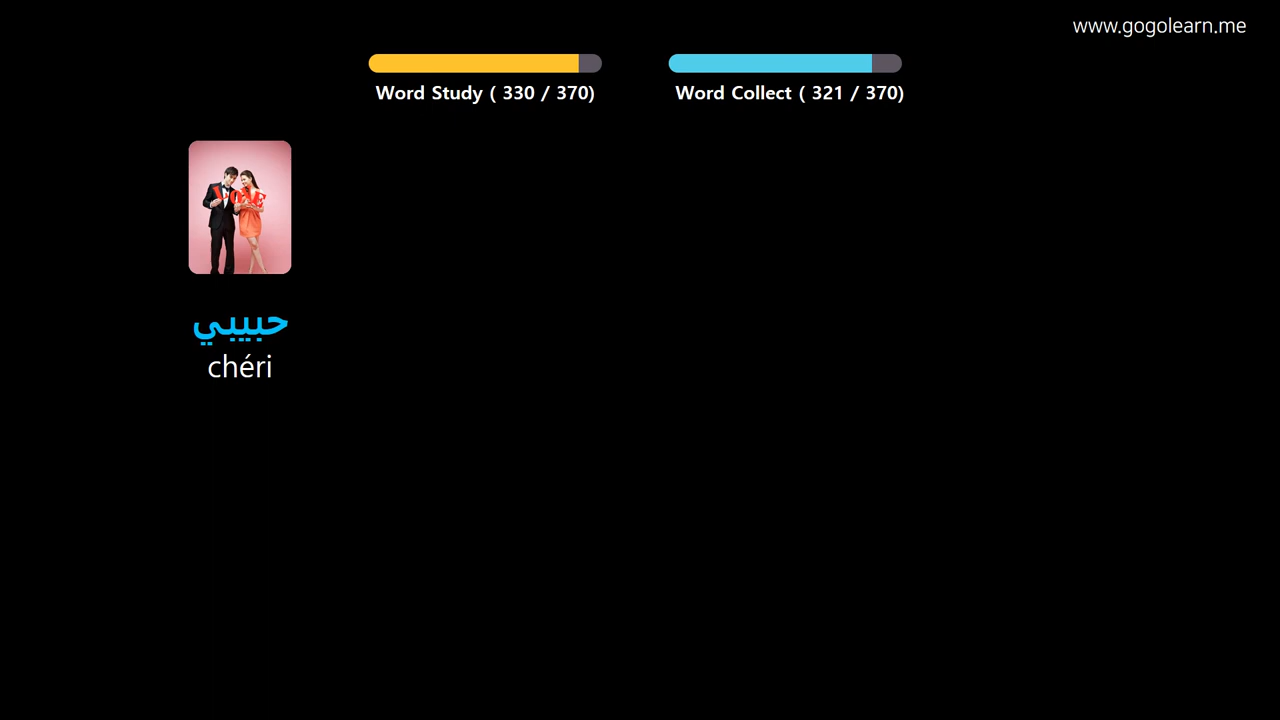 www.gogolearn.me
Word Study ( 330 / 370)
Word Collect ( 321 / 370)
حبيبي
chéri